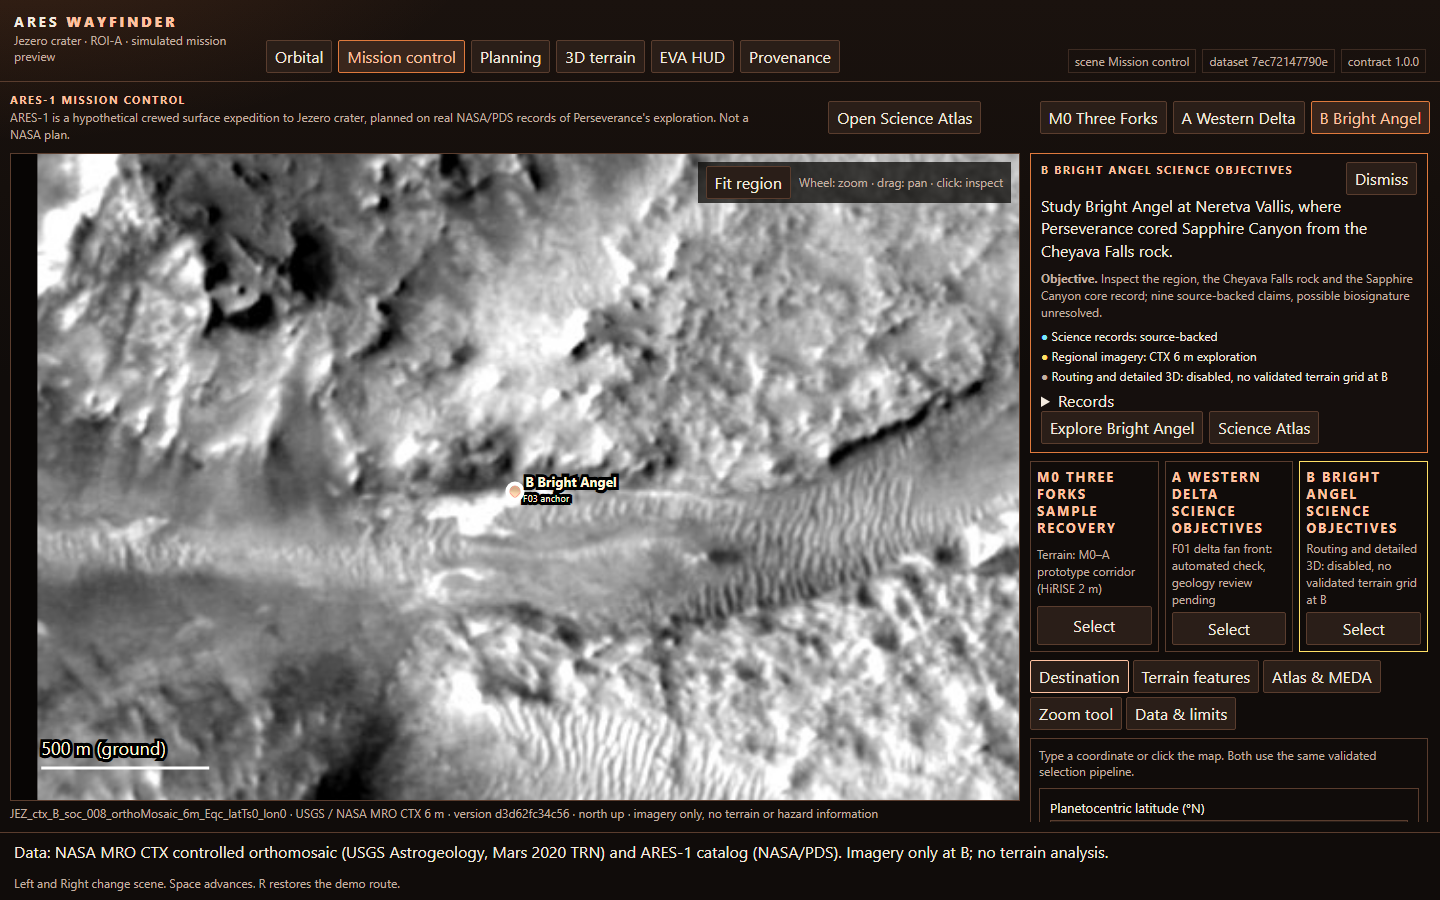 ARES WAYFINDER
Jezero crater · ROI-A · simulated mission
preview
Orbital
Mission control
Planning
3D terrain
EVA HUD
Provenance
scene Mission control
dataset 7ec72147790e
contract 1.0.0
ARES-1 MISSION CONTROL
ARES-1 is a hypothetical crewed surface expedition to Jezero crater, planned on real NASA/PDS records of Perseverance's exploration. Not a
NASA plan.
Open Science Atlas
M0 Three Forks
A Western Delta
B Bright Angel
Fit region
Wheel: zoom · drag: pan · click: inspect
B Bright Angel
F03 anchor
500 m (ground)
JEZ_ctx_B_soc_008_orthoMosaic_6m_Eqc_latTs0_lon0 · USGS / NASA MRO CTX 6 m · version d3d62fc34c56 · north up · imagery only, no terrain or hazard information
B BRIGHT ANGEL SCIENCE OBJECTIVES
Dismiss
Study Bright Angel at Neretva Vallis, where
Perseverance cored Sapphire Canyon from the
Cheyava Falls rock.
Objective. Inspect the region, the Cheyava Falls rock and the Sapphire
Canyon core record; nine source-backed claims, possible biosignature
unresolved.
● Science records: source-backed
● Regional imagery: CTX 6 m exploration
● Routing and detailed 3D: disabled, no validated terrain grid at B
▶ Records
Explore Bright Angel
Science Atlas
M0 THREE
FORKS
SAMPLE
RECOVERY
Terrain: M0–A
prototype corridor
(HiRISE 2 m)
Select
A WESTERN
DELTA
SCIENCE
OBJECTIVES
F01 delta fan front:
automated check,
geology review
pending
Select
B BRIGHT
ANGEL
SCIENCE
OBJECTIVES
Routing and detailed
3D: disabled, no
validated terrain grid
at B
Select
Destination
Terrain features
Atlas & MEDA
Zoom tool
Data & limits
Type a coordinate or click the map. Both use the same validated
selection pipeline.
Planetocentric latitude (°N)
Data: NASA MRO CTX controlled orthomosaic (USGS Astrogeology, Mars 2020 TRN) and ARES-1 catalog (NASA/PDS). Imagery only at B; no terrain analysis.
Left and Right change scene. Space advances. R restores the demo route.